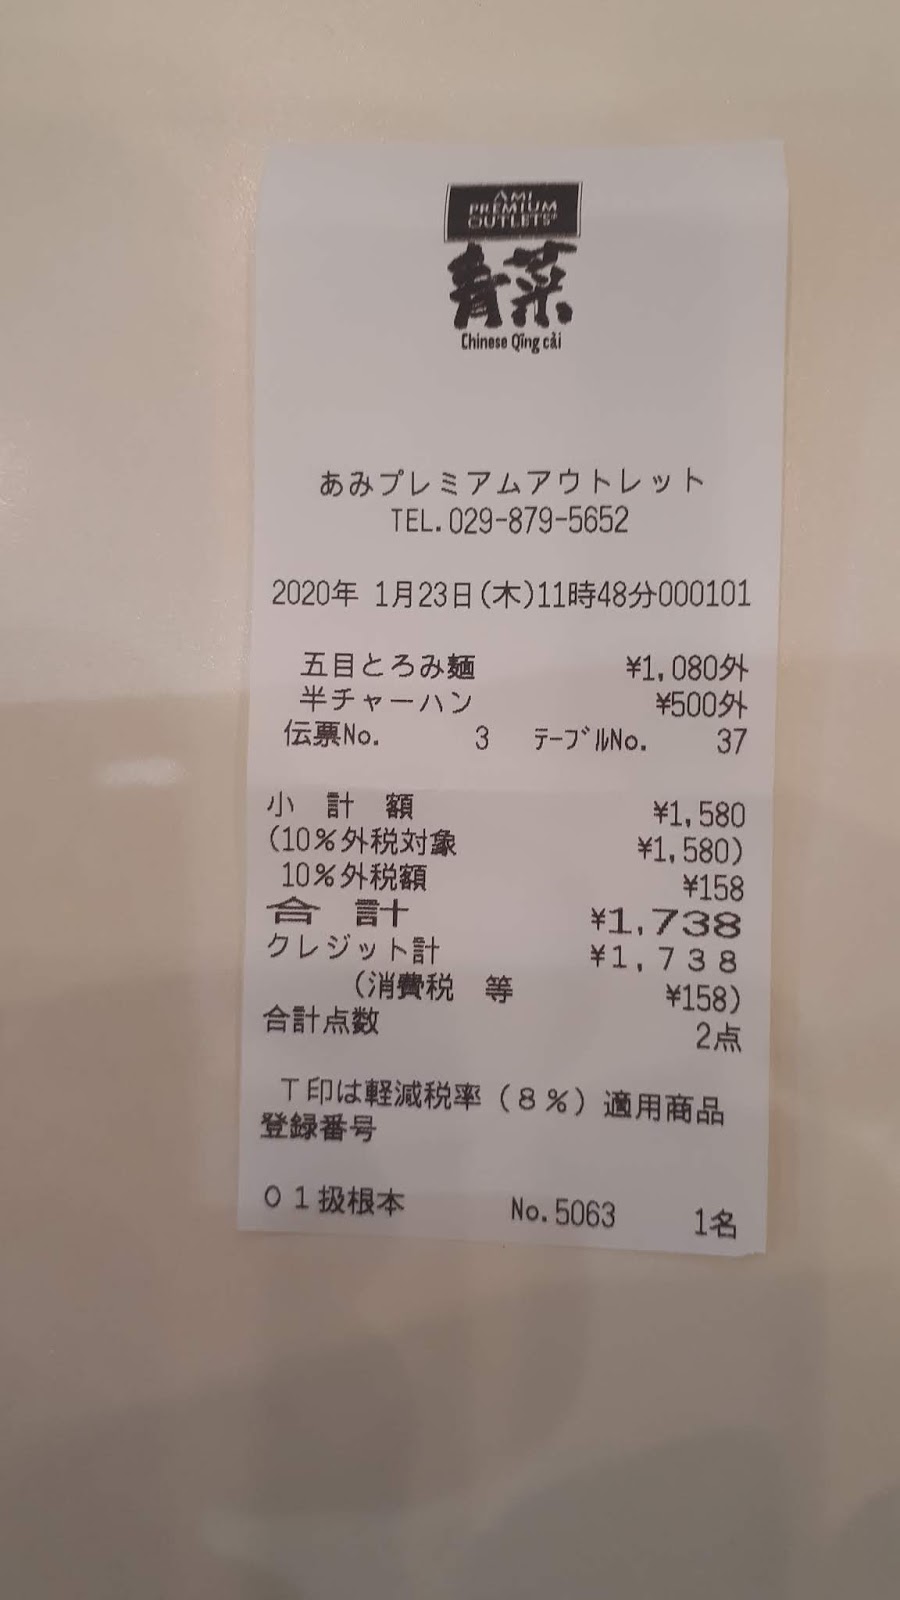 AMI
PREMIUM
OUTLETS®
青菜
Chinese Qīng cài
あみプレミアムアウトレット
TEL.029-879-5652
2020年 1月23日(木)11時48分000101
五目とろみ麺 ¥1,080外
半チャーハン ¥500外
伝票No. 3 ﾃｰﾌﾞﾙNo. 37
小 計 額 ¥1,580
(10%外税対象 ¥1,580)
10%外税額 ¥158
合 計 ¥1,738
クレジット計 ¥1,738
(消費税 等 ¥158)
合計点数 2点
T印は軽減税率(8%)適用商品
登録番号
01扱根本 No.5063 1名